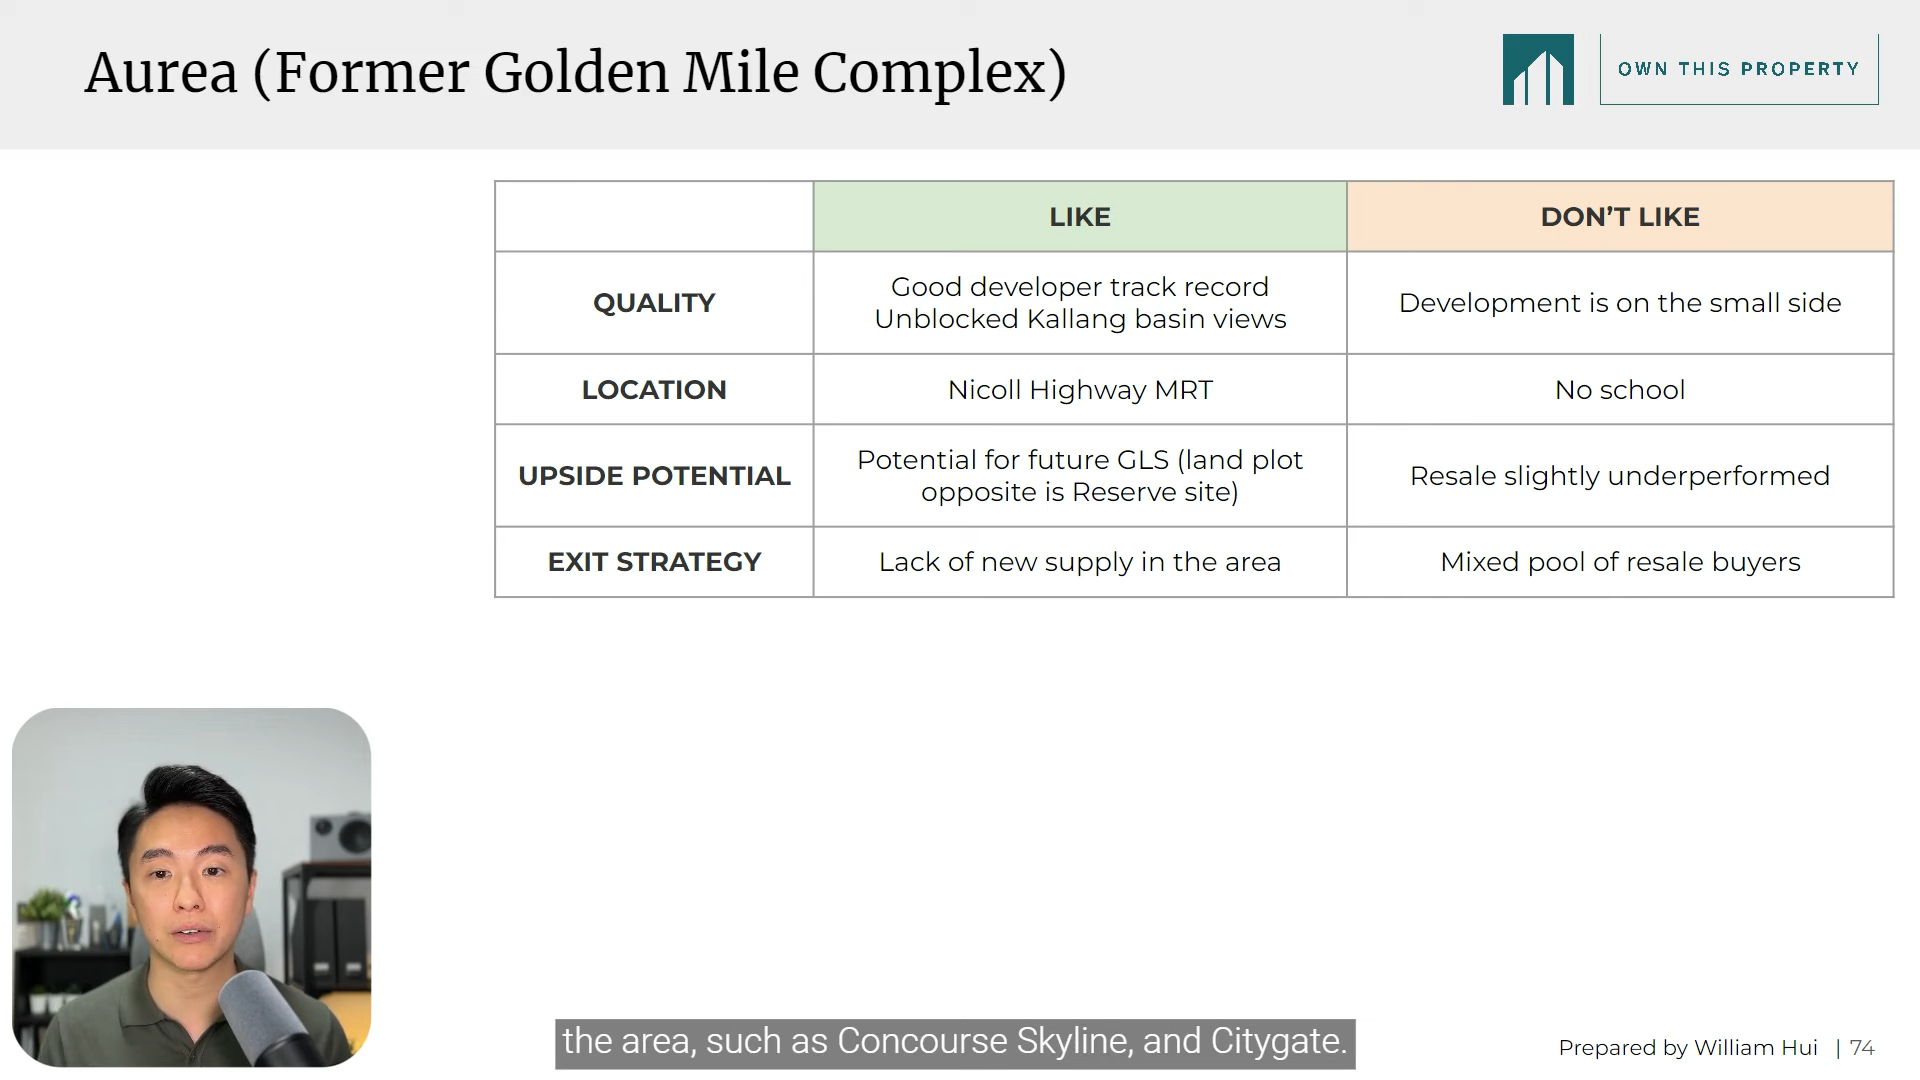 Aurea (Former Golden Mile Complex)
OWN THIS PROPERTY
LIKE
DON’T LIKE
QUALITY
Good developer track record
Unblocked Kallang basin views
Development is on the small side
LOCATION
Nicoll Highway MRT
No school
UPSIDE POTENTIAL
Potential for future GLS (land plot
opposite is Reserve site)
Resale slightly underperformed
EXIT STRATEGY
Lack of new supply in the area
Mixed pool of resale buyers
the area, such as Concourse Skyline, and Citygate.
Prepared by William Hui | 74